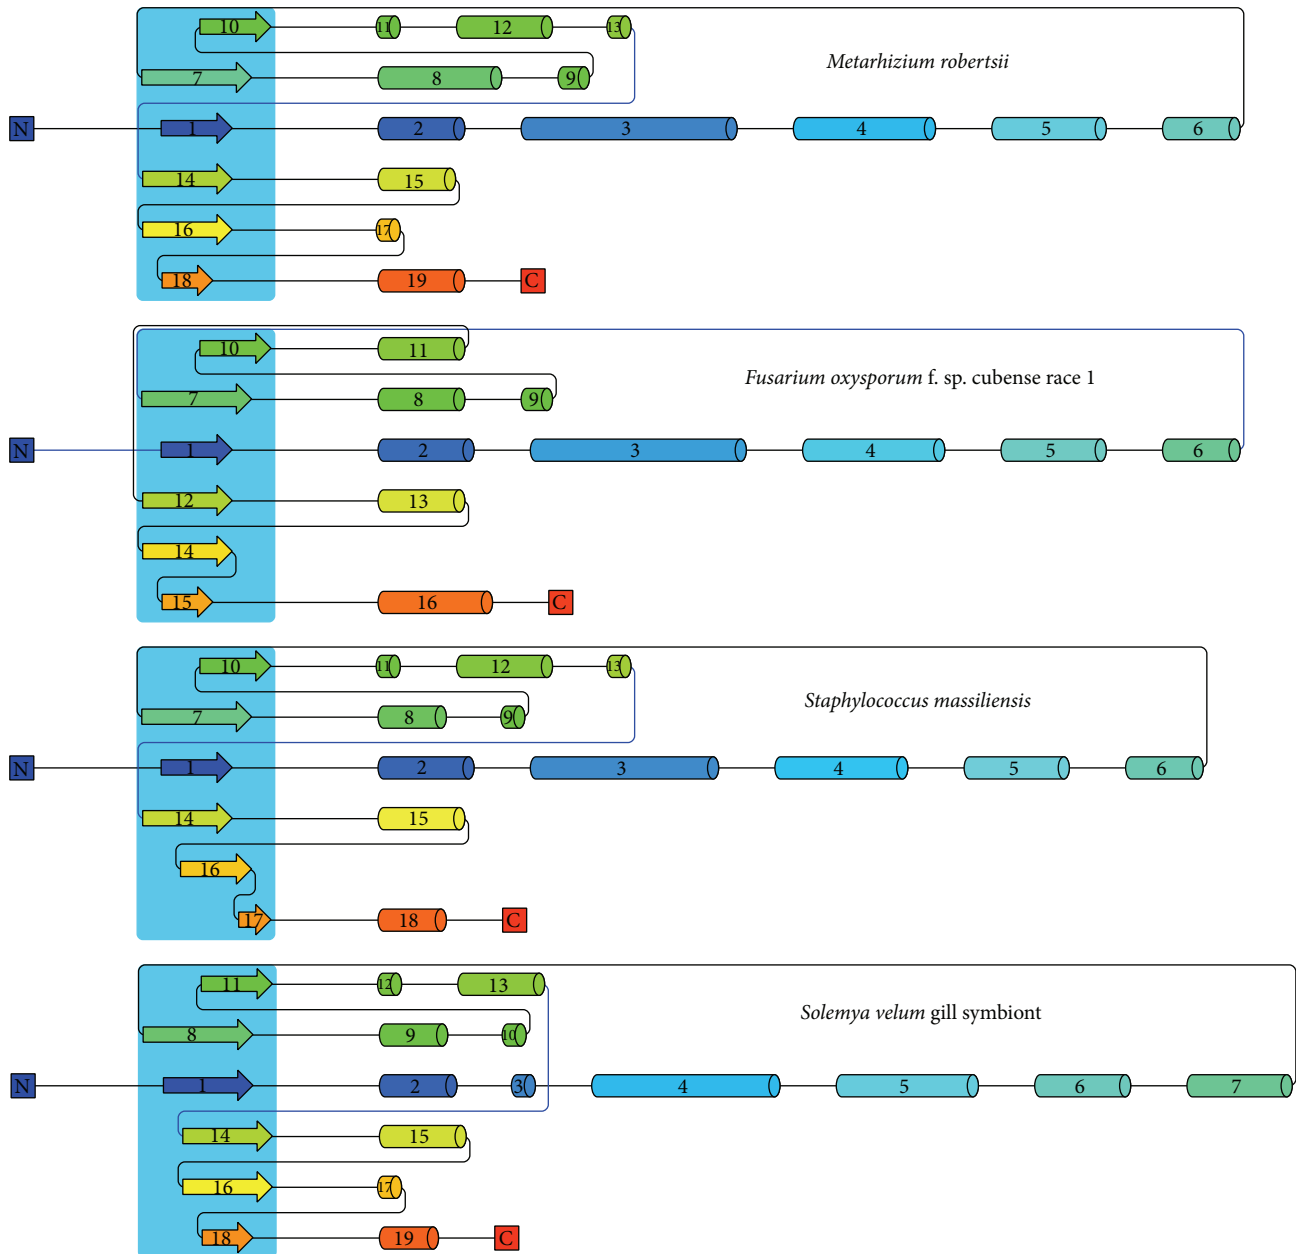 10 11 12 13
Metarhizium robertsii
7 8 9
N 1 2 3 4 5 6
14 15
16 17
18 19 C
10 11
Fusarium oxysporum f. sp. cubense race 1
7 8 9
N 1 2 3 4 5 6
12 13
14
15 16 C
10 11 12 13
Staphylococcus massiliensis
7 8 9
N 1 2 3 4 5 6
14 15
16
17 18 C
11 12 13
Solemya velum gill symbiont
8 9 10
N 1 2 3 4 5 6 7
14 15
16 17
18 19 C